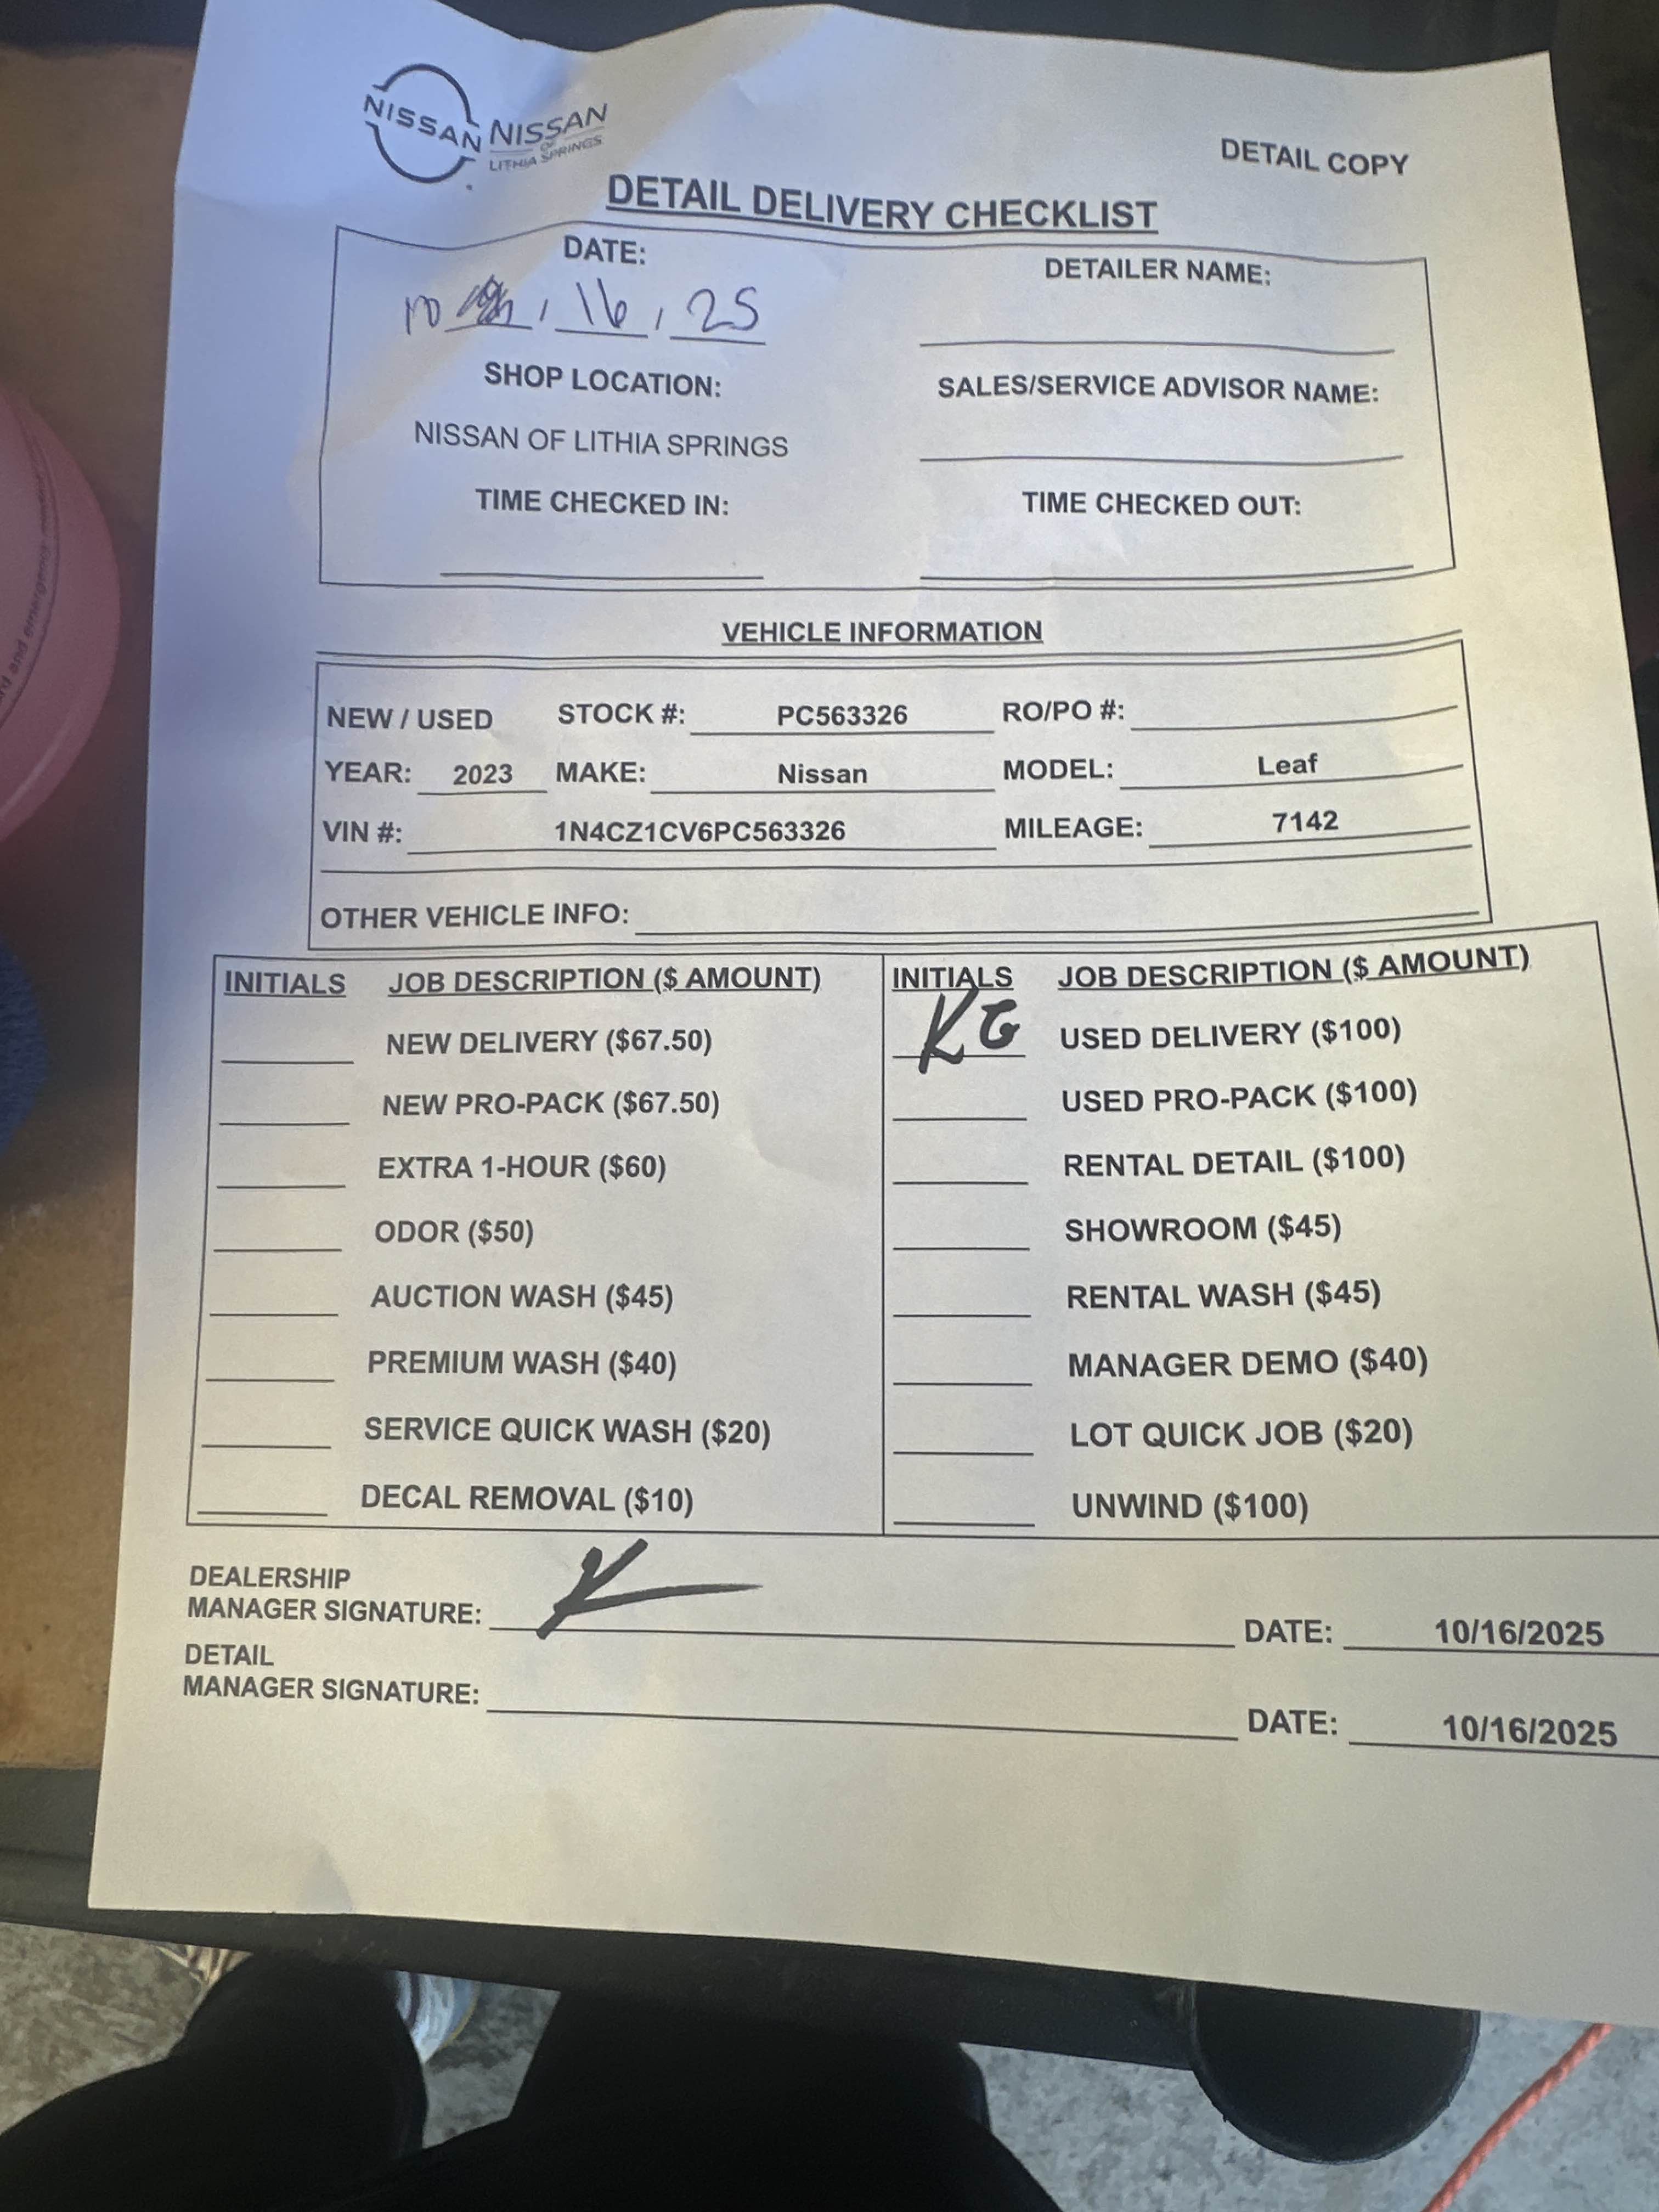 NISSAN
NISSAN
OF
LITHIA SPRINGS
DETAIL COPY
DETAIL DELIVERY CHECKLIST
DATE: DETAILER NAME:
10 , 16 , 25
SHOP LOCATION: SALES/SERVICE ADVISOR NAME:
NISSAN OF LITHIA SPRINGS
TIME CHECKED IN: TIME CHECKED OUT:
VEHICLE INFORMATION
NEW / USED STOCK #: PC563326 RO/PO #:
YEAR: 2023 MAKE: Nissan MODEL: Leaf
VIN #: 1N4CZ1CV6PC563326 MILEAGE: 7142
OTHER VEHICLE INFO:
INITIALS JOB DESCRIPTION ($ AMOUNT) INITIALS JOB DESCRIPTION ($ AMOUNT)
NEW DELIVERY ($67.50) KG USED DELIVERY ($100)
NEW PRO-PACK ($67.50) USED PRO-PACK ($100)
EXTRA 1-HOUR ($60) RENTAL DETAIL ($100)
ODOR ($50) SHOWROOM ($45)
AUCTION WASH ($45) RENTAL WASH ($45)
PREMIUM WASH ($40) MANAGER DEMO ($40)
SERVICE QUICK WASH ($20) LOT QUICK JOB ($20)
DECAL REMOVAL ($10) UNWIND ($100)
DEALERSHIP
MANAGER SIGNATURE: DATE: 10/16/2025
DETAIL
MANAGER SIGNATURE: DATE: 10/16/2025
and emergency